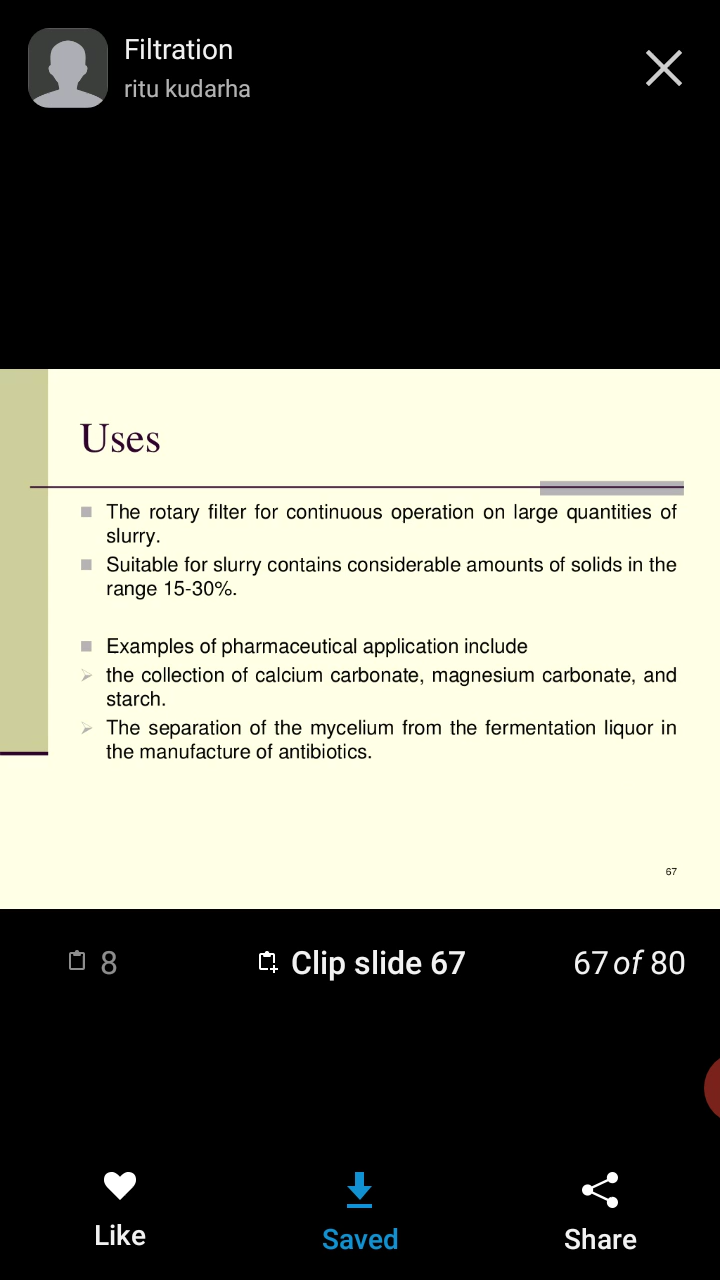 Filtration
ritu kudarha
Uses
The rotary filter for continuous operation on large quantities of
slurry.
Suitable for slurry contains considerable amounts of solids in the
range 15-30%.
Examples of pharmaceutical application include
the collection of calcium carbonate, magnesium carbonate, and
starch.
The separation of the mycelium from the fermentation liquor in
the manufacture of antibiotics.
67
8
Clip slide 67
67 of 80
Like
Saved
Share